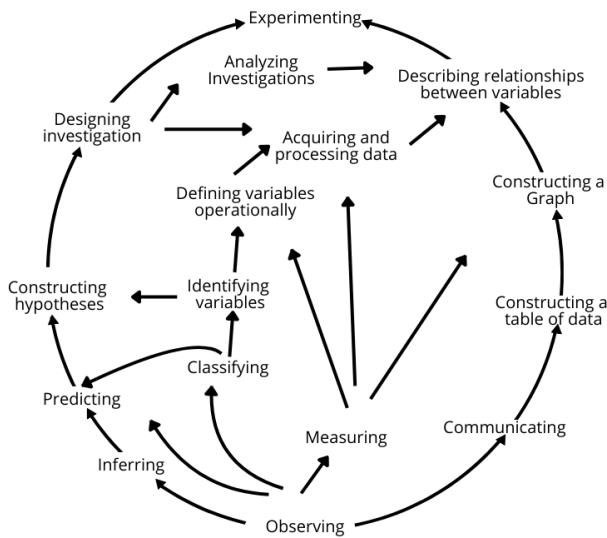 Experimenting
Analyzing
Investigations
Describing relationships
between variables
Designing
investigation
Acquiring and
processing data
Defining variables
operationally
Constructing a
Graph
Constructing
hypotheses
Identifying
variables
Constructing a
table of data
Classifying
Predicting
Measuring
Communicating
Inferring
Observing